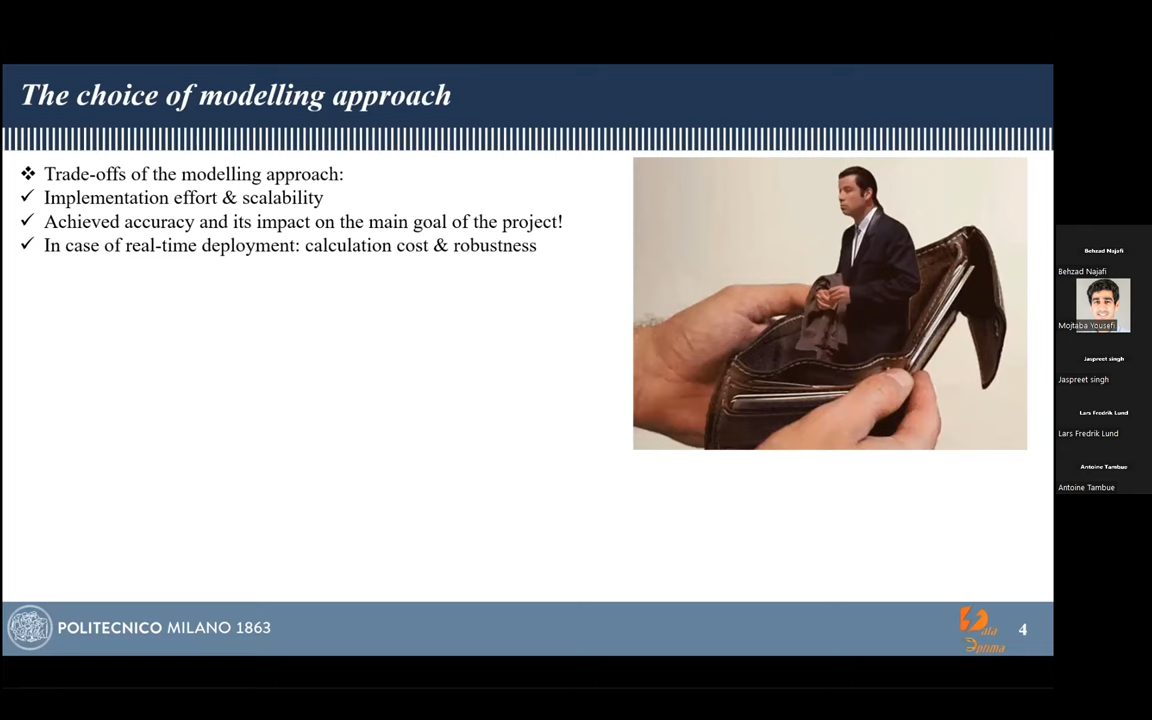 The choice of modelling approach
❖ Trade-offs of the modelling approach:
✓ Implementation effort & scalability
✓ Achieved accuracy and its impact on the main goal of the project!
✓ In case of real-time deployment: calculation cost & robustness
Behzad Najafi
Behzad Najafi
Mojtaba Yousefi
Jaspreet singh
Jaspreet singh
Lars Fredrik Lund
Lars Fredrik Lund
Antoine Tambue
Antoine Tambue
POLITECNICO MILANO 1863
4